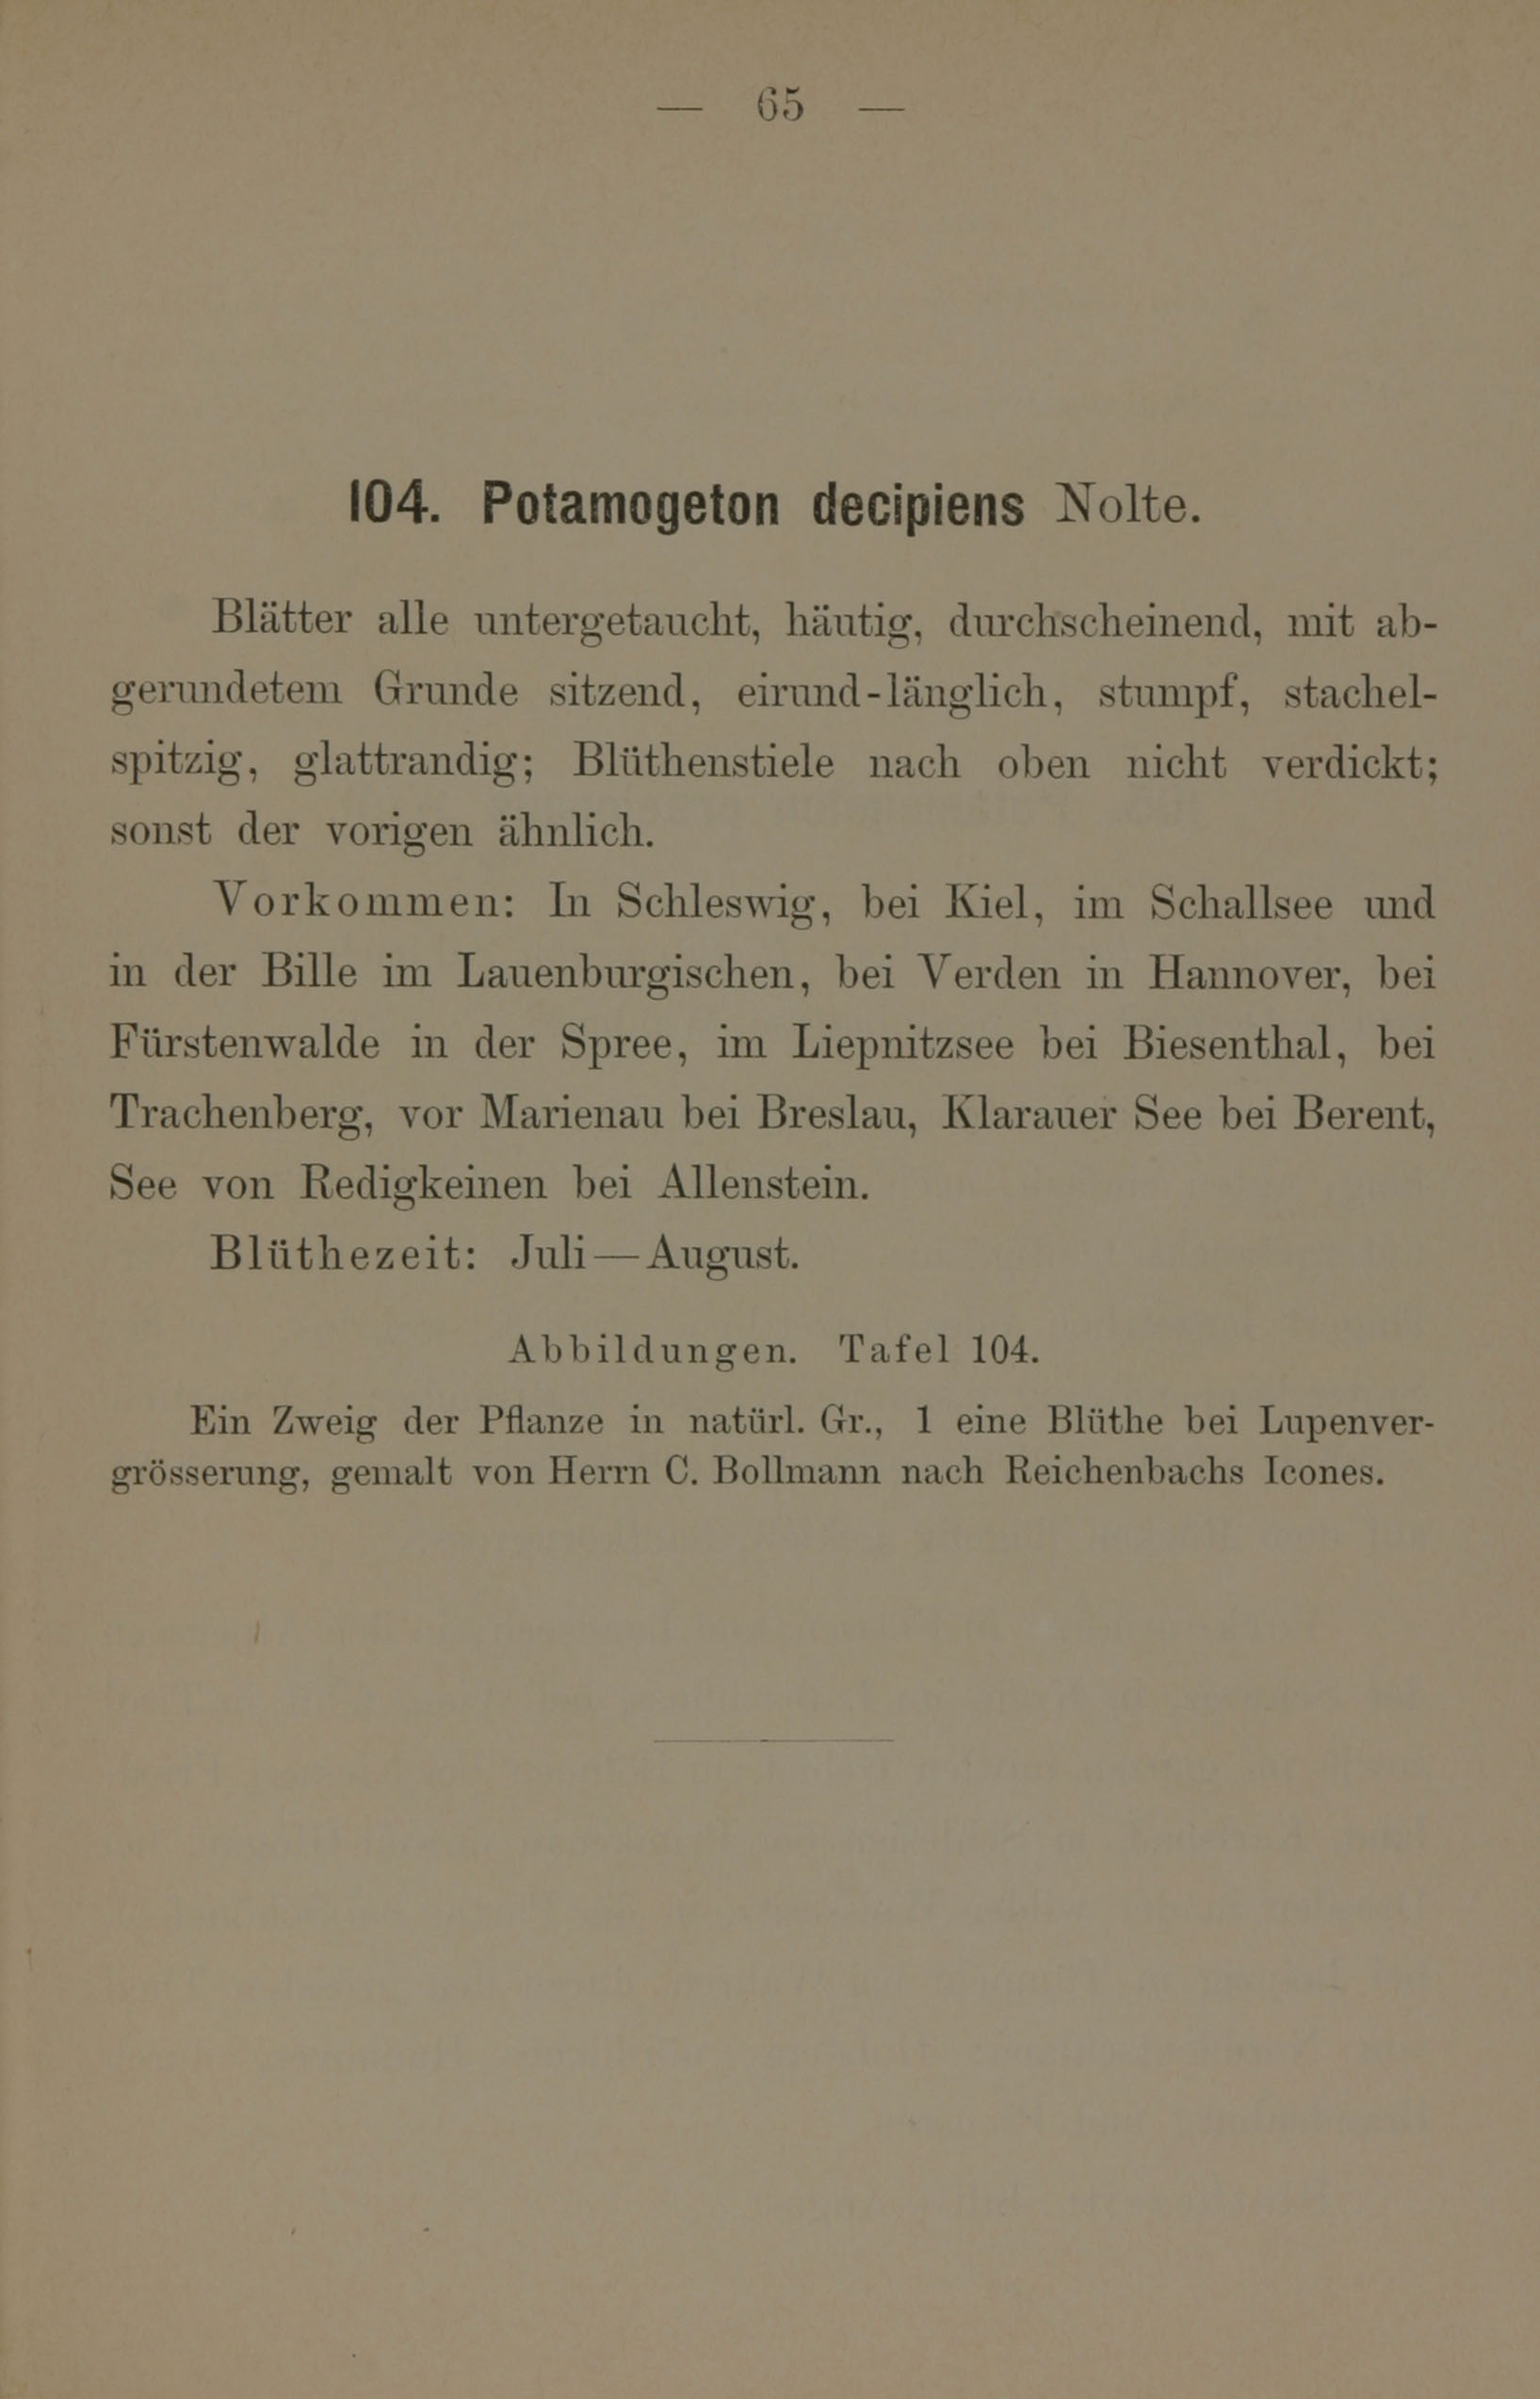 — 65 —
104. Potamogeton decipiens Nolte.
Blätter alle untergetaucht, häutig, durchscheinend, mit ab-
gerundetem Grunde sitzend, eirund-länglich, stumpf, stachel-
spitzig, glattrandig; Blüthenstiele nach oben nicht verdickt;
sonst der vorigen ähnlich.
Vorkommen: In Schleswig, bei Kiel, im Schallsee und
in der Bille im Lauenburgischen, bei Verden in Hannover, bei
Fürstenwalde in der Spree, im Liepnitzsee bei Biesenthal, bei
Trachenberg, vor Marienau bei Breslau, Klarauer See bei Berent,
See von Redigkeinen bei Allenstein.
Blüthezeit: Juli—August.
Abbildungen. Tafel 104.
Ein Zweig der Pflanze in natürl. Gr., 1 eine Blüthe bei Lupenver-
grösserung, gemalt von Herrn C. Bollmann nach Reichenbachs Icones.